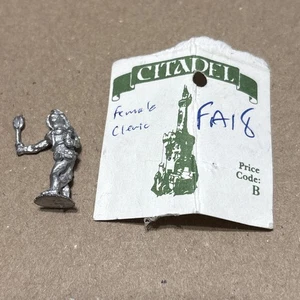 CITADEL
Female
Cleric
FA18
Price
Code:
B